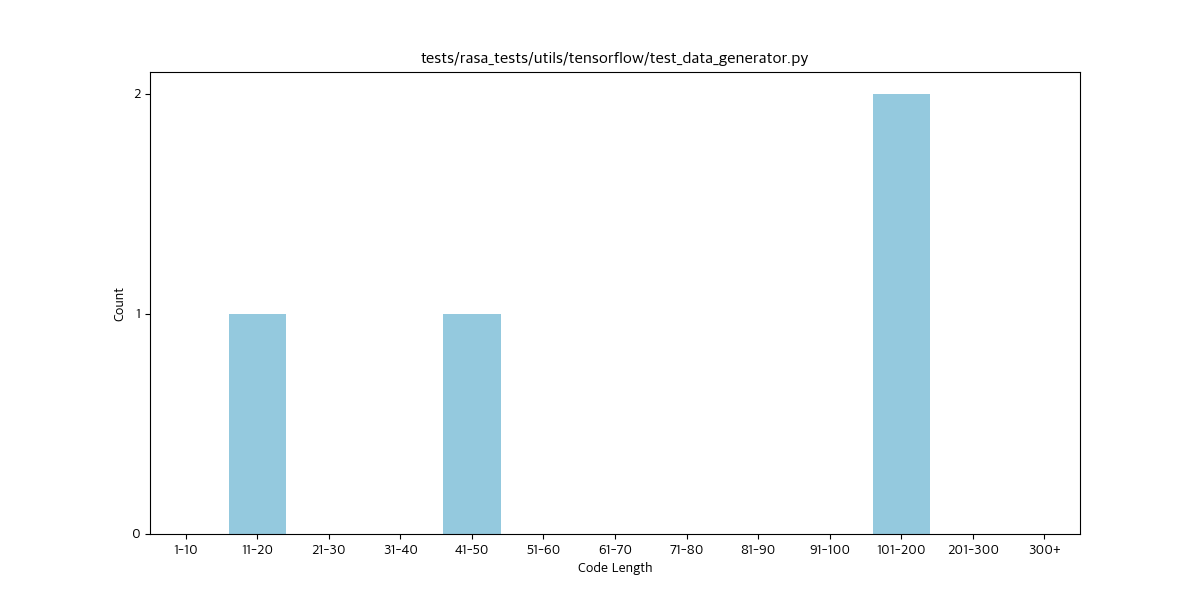 tests/rasa_tests/utils/tensorflow/test_data_generator.py
2
1
0
Count
1-10 11-20 21-30 31-40 41-50 51-60 61-70 71-80 81-90 91-100 101-200 201-300 300+
Code Length